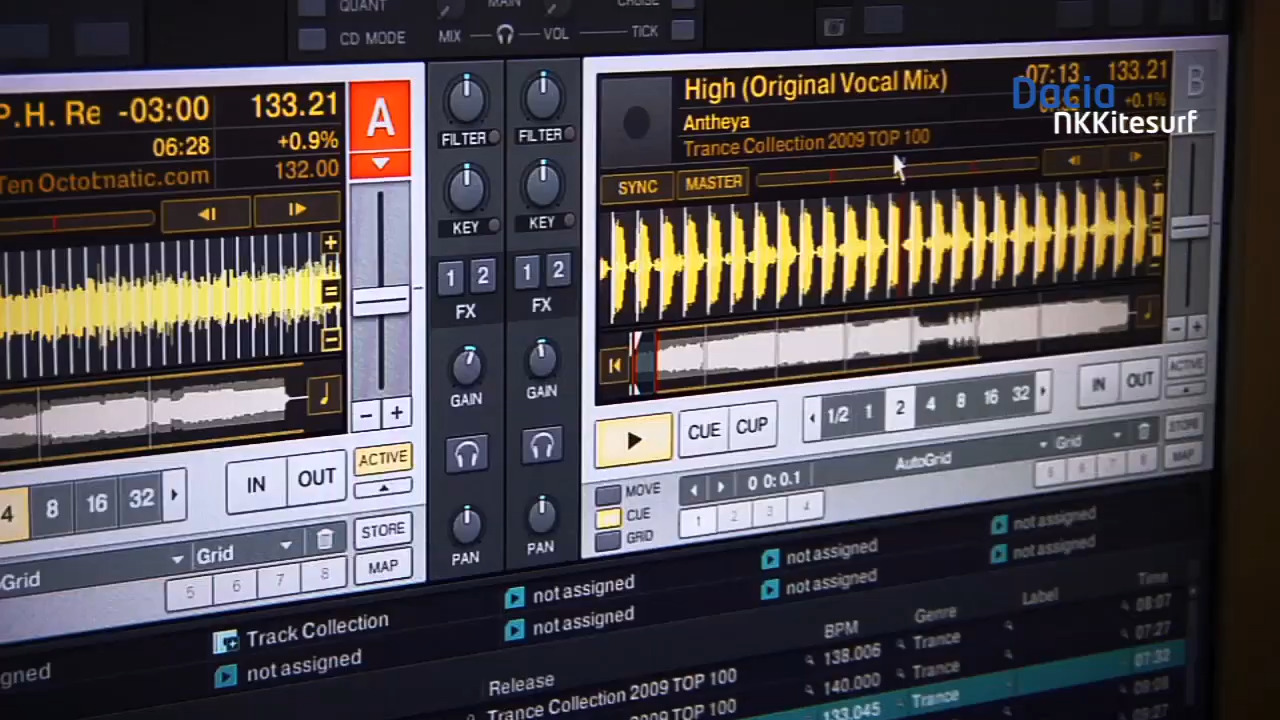 QUANT
MAIN
CRUISE
CD MODE
MIX
VOL
TICK
P.H. Re -03:00 133.21
06:28 +0.9%
132.00
A
FILTER
FILTER
KEY
KEY
1 2
1 2
FX
FX
GAIN
GAIN
PAN
PAN
High (Original Vocal Mix)
07:13 133.21
+0.1%
B
Antheya
Trance Collection 2009 TOP 100
Dacia
NKKitesurf
SYNC MASTER
CUE CUP
1/2 1 2 4 8 16 32
IN OUT
ACTIVE
STORE
MAP
MOVE
CUE
GRID
0 0:0.1
AutoGrid
Grid
1 2 3 4
5 6 7 8
4 8 16 32
IN OUT
ACTIVE
STORE
MAP
Grid
Grid
5 6 7 8
Track Collection
not assigned
not assigned
not assigned
not assigned
not assigned
not assigned
not assigned
Release BPM Genre Label Time
Trance Collection 2009 TOP 100 138.006 Trance 08:07
2009 TOP 100 140.000 Trance 07:27
133.045 Trance 07:32